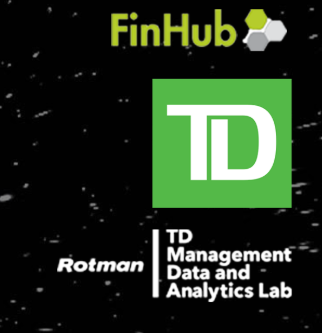 FinHub
TD
Rotman
TD
Management
Data and
Analytics Lab